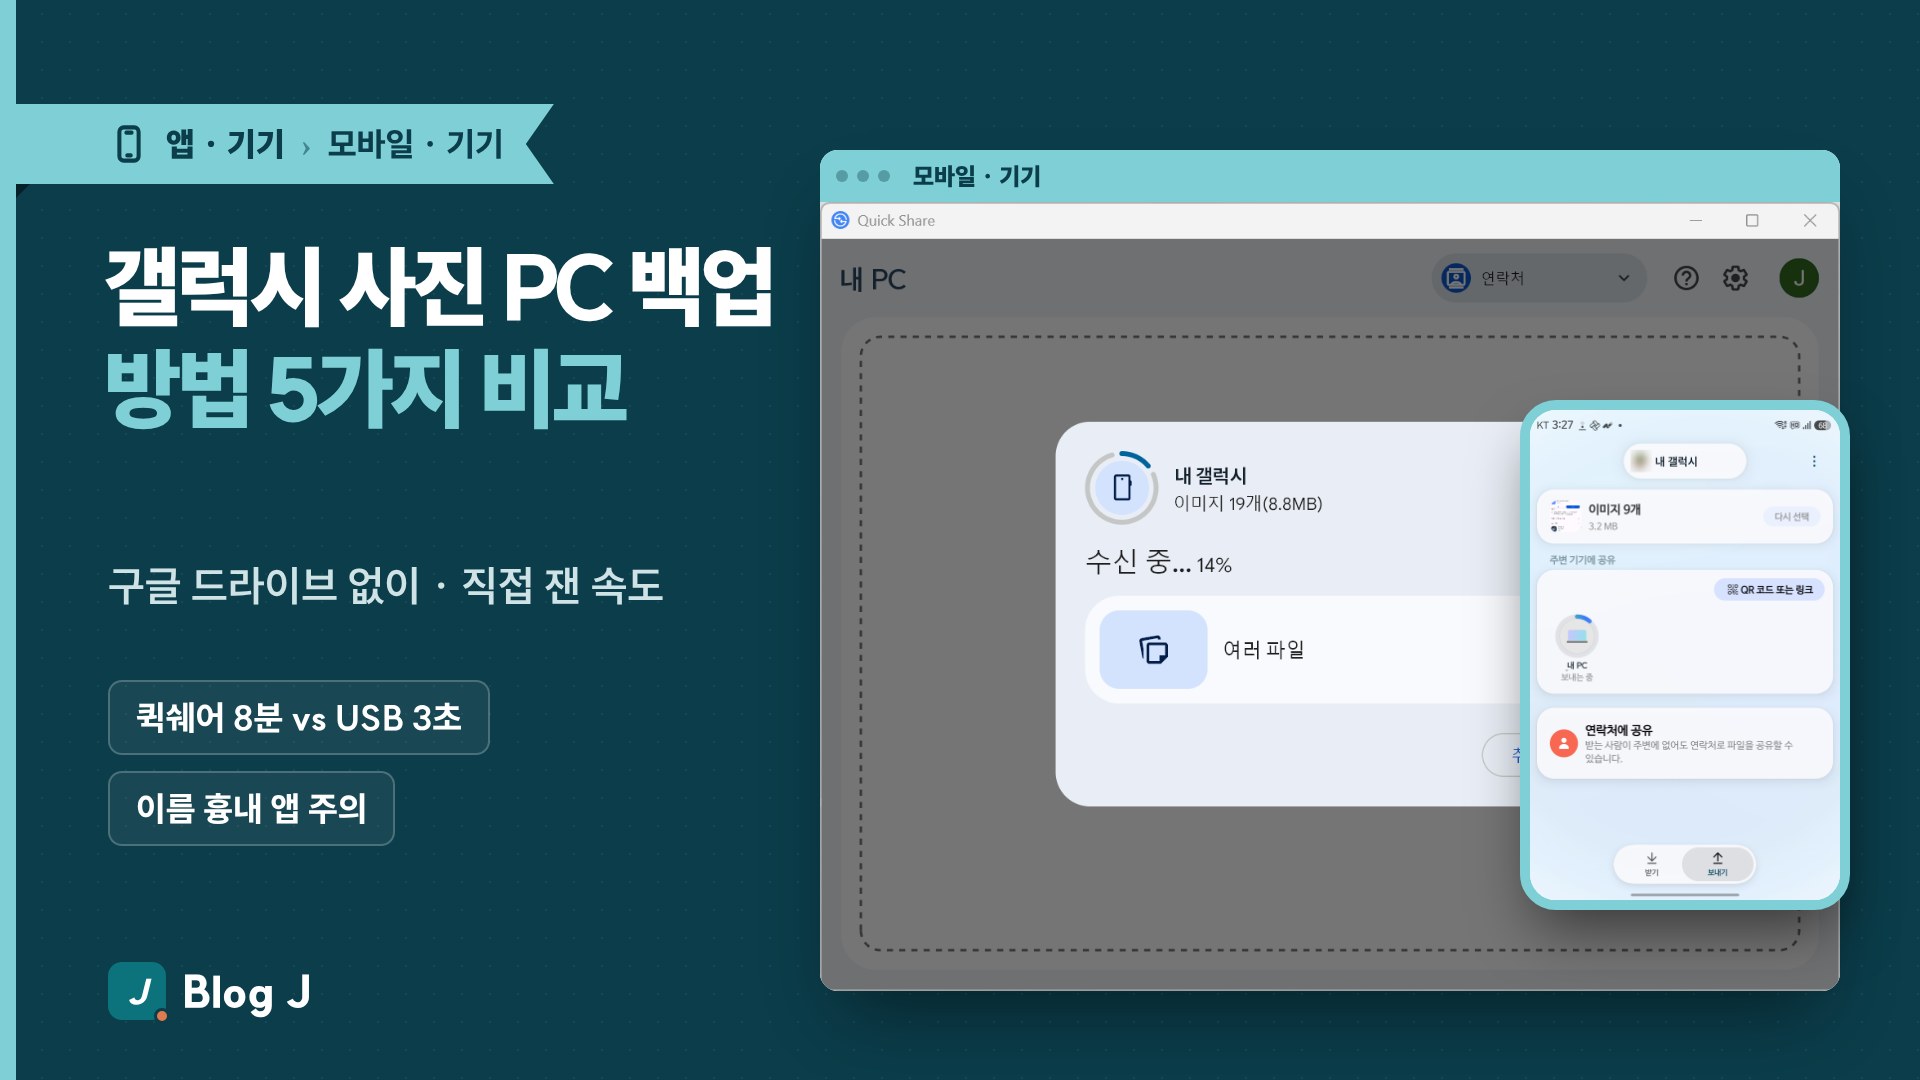 앱 · 기기 › 모바일 · 기기
갤럭시 사진 PC 백업
방법 5가지 비교
구글 드라이브 없이 · 직접 잰 속도
퀵쉐어 8분 vs USB 3초
이름 흉내 앱 주의
J Blog J
모바일 · 기기
Quick Share
내 PC
연락처
J
내 갤럭시
이미지 19개(8.8MB)
수신 중... 14%
여러 파일
KT 3:27
내 갤럭시
이미지 9개
3.2 MB
다시 선택
주변 기기에 공유
QR 코드 또는 링크
내 PC
보내는 중
연락처에 공유
받는 사람이 주변에 없어도 연락처로 파일을 공유할 수
있습니다.
받기
보내기